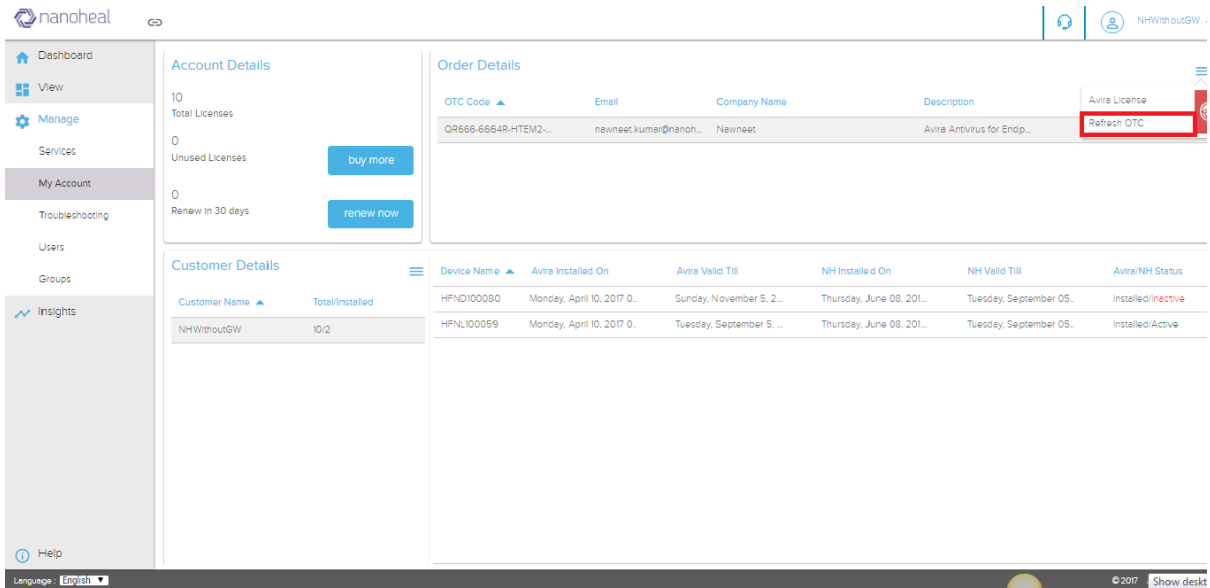 nanoheal
NHWithoutGW
Dashboard
View
Manage
Services
My Account
Troubleshooting
Users
Groups
Insights
Help
Account Details
10
Total Licenses
0
Unused Licenses
buy more
0
Renew in 30 days
renew now
Order Details
OTC Code Email Company Name Description
QR666-6664R-HTEM2-... nawneet.kumar@nanoh... Nawneet Avira Antivirus for Endp...
Avira License
Refresh OTC
Customer Details
Customer Name Total/Installed
NHWithoutGW 10/2
Device Name Avira Installed On Avira Valid Till NH Installed On NH Valid Till Avira/NH Status
HFND100080 Monday, April 10, 2017 0... Sunday, November 5, 2... Thursday, June 08, 201... Tuesday, September 05... Installed/Inactive
HFNL100059 Monday, April 10, 2017 0... Tuesday, September 5, ... Thursday, June 08, 201... Tuesday, September 05... Installed/Active
Language : English
© 2017
Show deskt